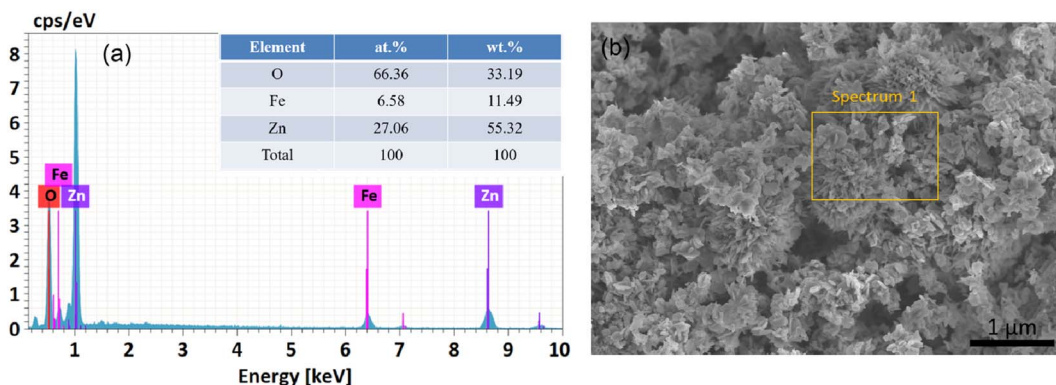 cps/eV
(a)
8
7
6
5
4
3
2
1
0
Element at.% wt.%
O 66.36 33.19
Fe 6.58 11.49
Zn 27.06 55.32
Total 100 100
Fe
O Zn
Fe Zn
1 2 3 4 5 6 7 8 9 10
Energy [keV]
(b)
Spectrum 1
1 μm